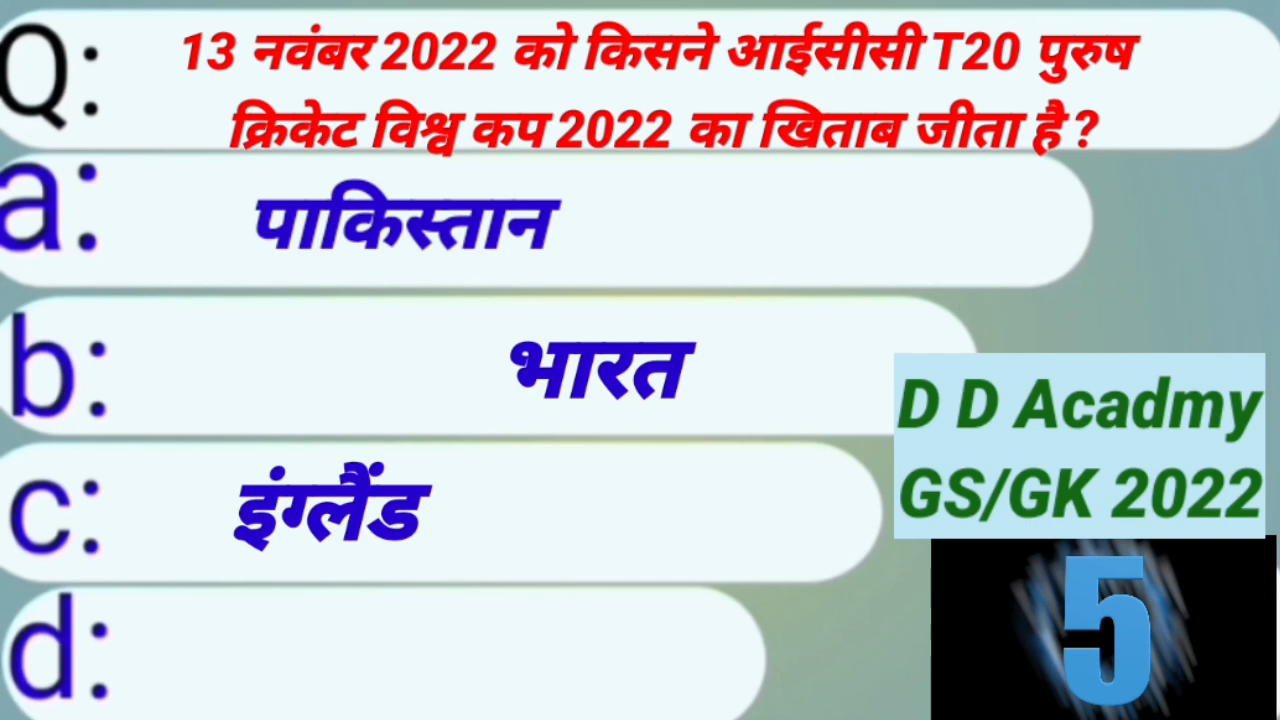 Q: 13 नवंबर 2022 को किसने आईसीसी T20 पुरुष
क्रिकेट विश्व कप 2022 का खिताब जीता है ?
a: पाकिस्तान
b: भारत
c: इंग्लैंड
d:
D D Acadmy
GS/GK 2022
5